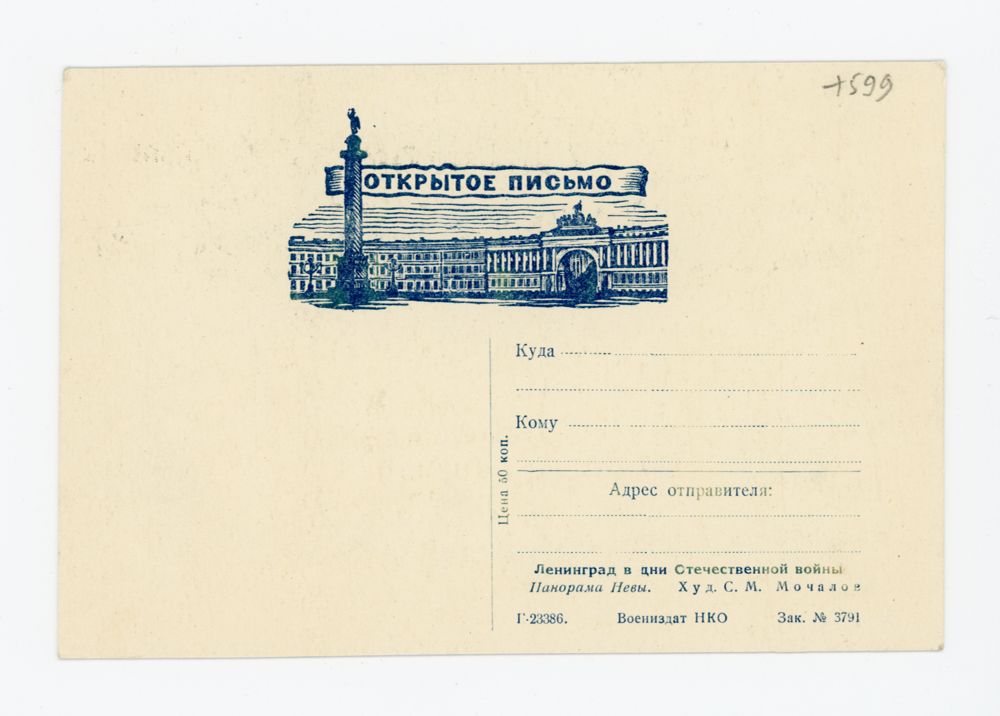 +599
ОТКРЫТОЕ ПИСЬМО
Куда
Кому
Цена 50 коп.
Адрес отправителя:
Ленинград в дни Отечественной войны
Панорама Невы. Худ. С. М. Мочалов
Г-23386. Воениздат НКО Зак. № 3791